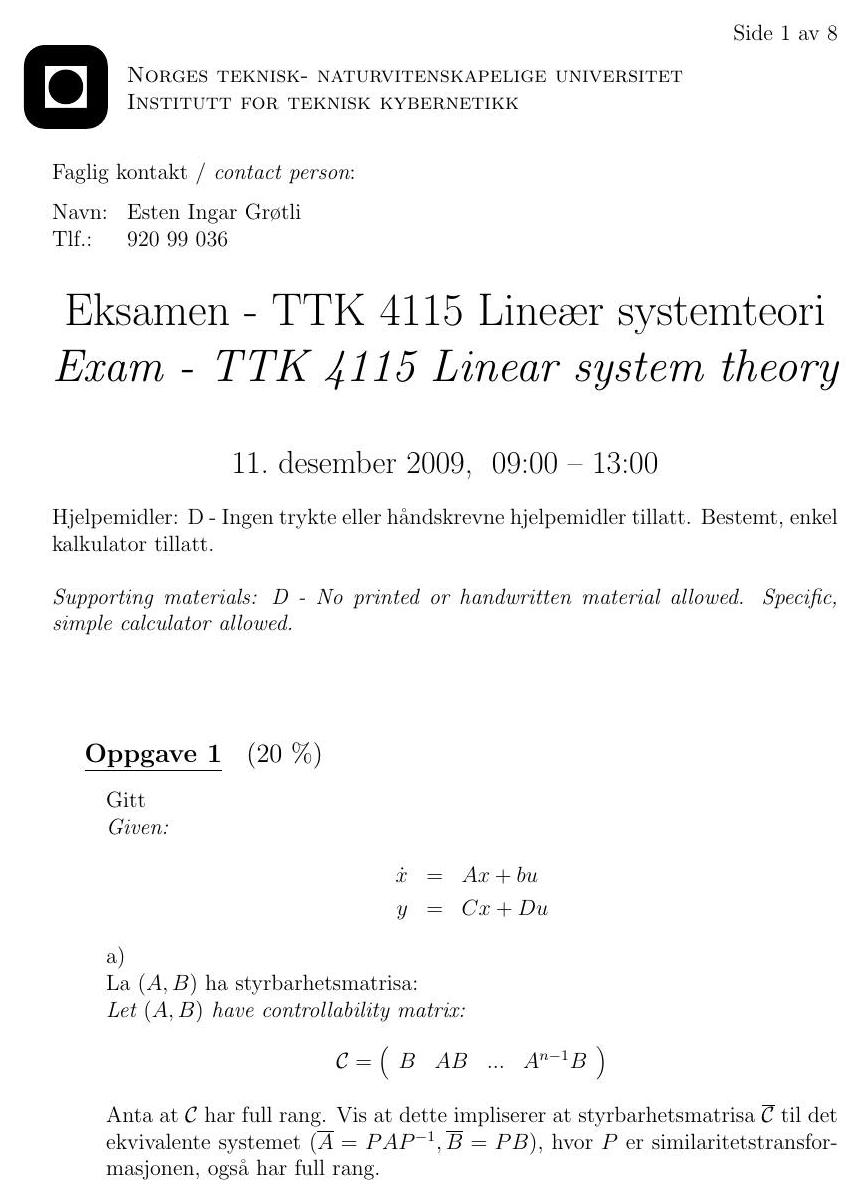 Side 1 av 8
Norges teknisk- naturvitenskapelige universitet
Institutt for teknisk kybernetikk
Faglig kontakt / contact person:
Navn: Esten Ingar Grøtli
Tlf.: 920 99 036
Eksamen - TTK 4115 Lineær systemteori
Exam - TTK 4115 Linear system theory
11. desember 2009, 09:00 – 13:00
Hjelpemidler: D - Ingen trykte eller håndskrevne hjelpemidler tillatt. Bestemt, enkel
kalkulator tillatt.
Supporting materials: D - No printed or handwritten material allowed. Specific,
simple calculator allowed.
Oppgave 1 (20 %)
Gitt
Given:
ẋ = Ax + bu
y = Cx + Du
a)
La (A, B) ha styrbarhetsmatrisa:
Let (A, B) have controllability matrix:
𝒞 = ( B AB ... Aⁿ⁻¹B )
Anta at 𝒞 har full rang. Vis at dette impliserer at styrbarhetsmatrisa 𝒞̅ til det
ekvivalente systemet (A̅ = PAP⁻¹, B̅ = PB), hvor P er similaritetstransfor-
masjonen, også har full rang.